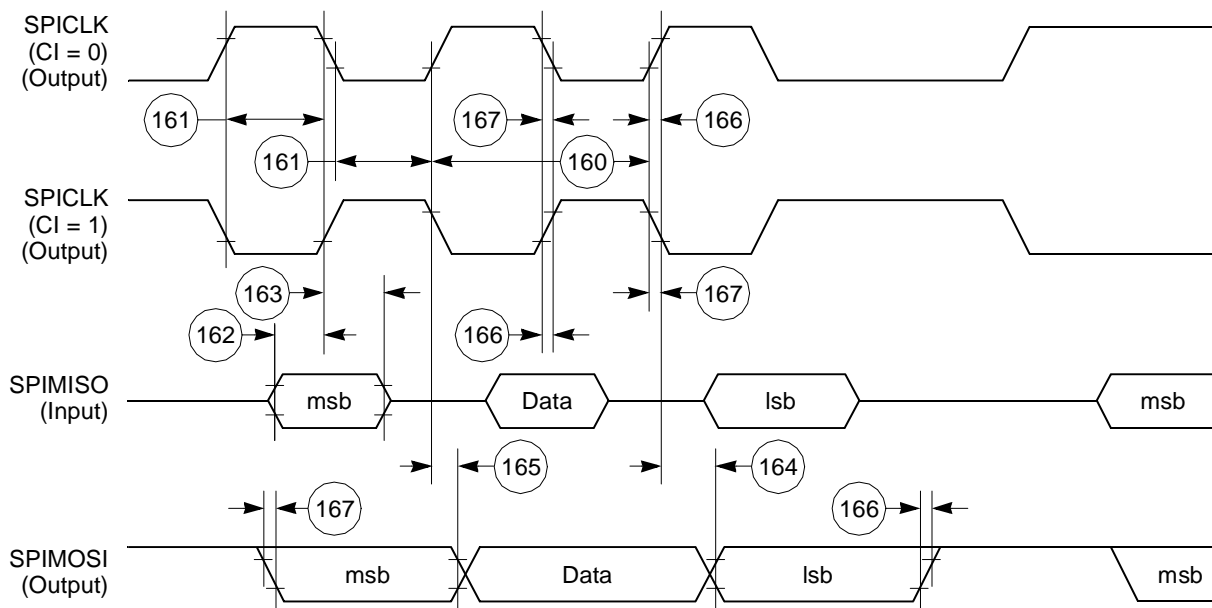 SPICLK
(CI = 0)
(Output)
161
167
166
161
160
SPICLK
(CI = 1)
(Output)
163
167
162
166
SPIMISO
(Input)
msb
Data
lsb
msb
165
164
167
166
SPIMOSI
(Output)
msb
Data
lsb
msb